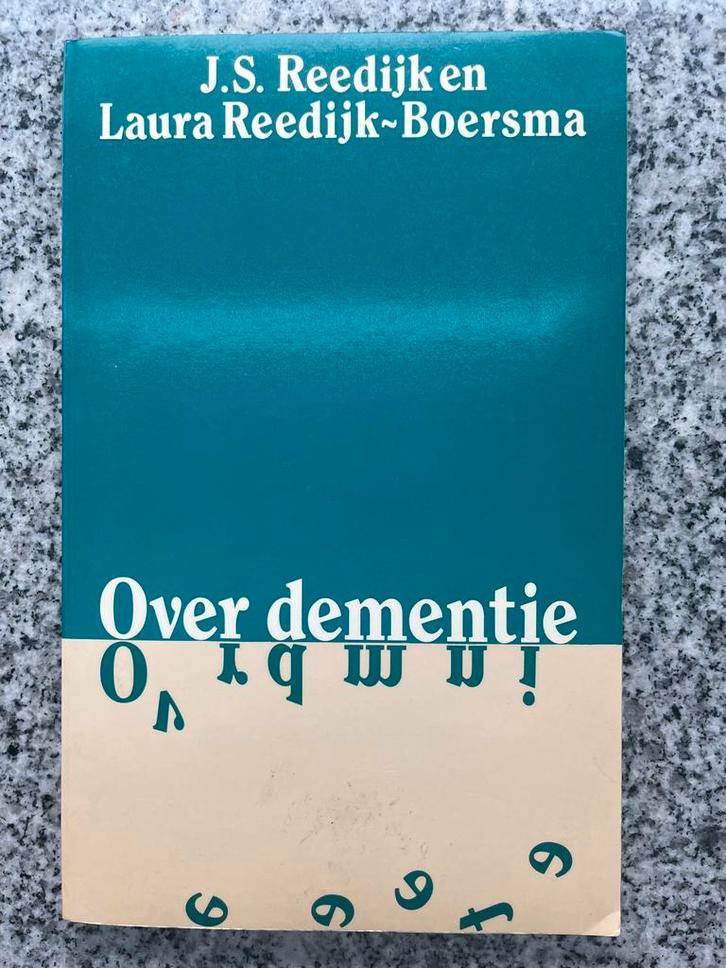 J.S. Reedijk en
Laura Reedijk~Boersma
Over dementie
O v r d m n i
e e e t e